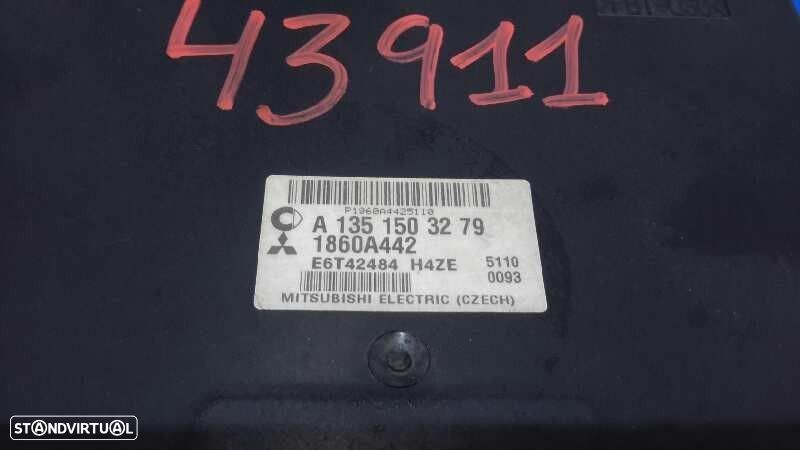 43911
P1860A4425110
A 135 150 32 79
1860A442
E6T42484 H4ZE 5110
0093
MITSUBISHI ELECTRIC (CZECH)
STANDVIRTUAL